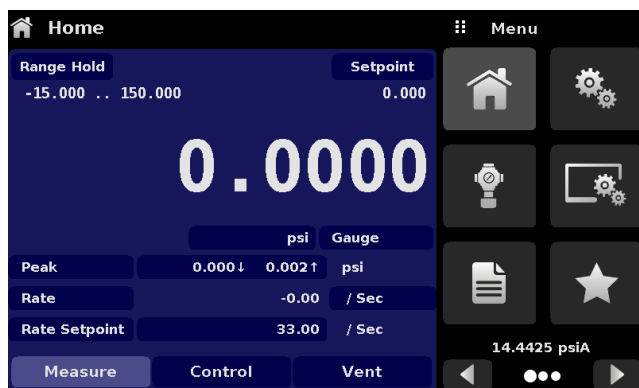 Home
Menu
Range Hold
Setpoint
-15.000 .. 150.000
0.000
0.0000
psi Gauge
Peak 0.000↓ 0.002↑ psi
Rate -0.00 / Sec
Rate Setpoint 33.00 / Sec
14.4425 psiA
Measure Control Vent